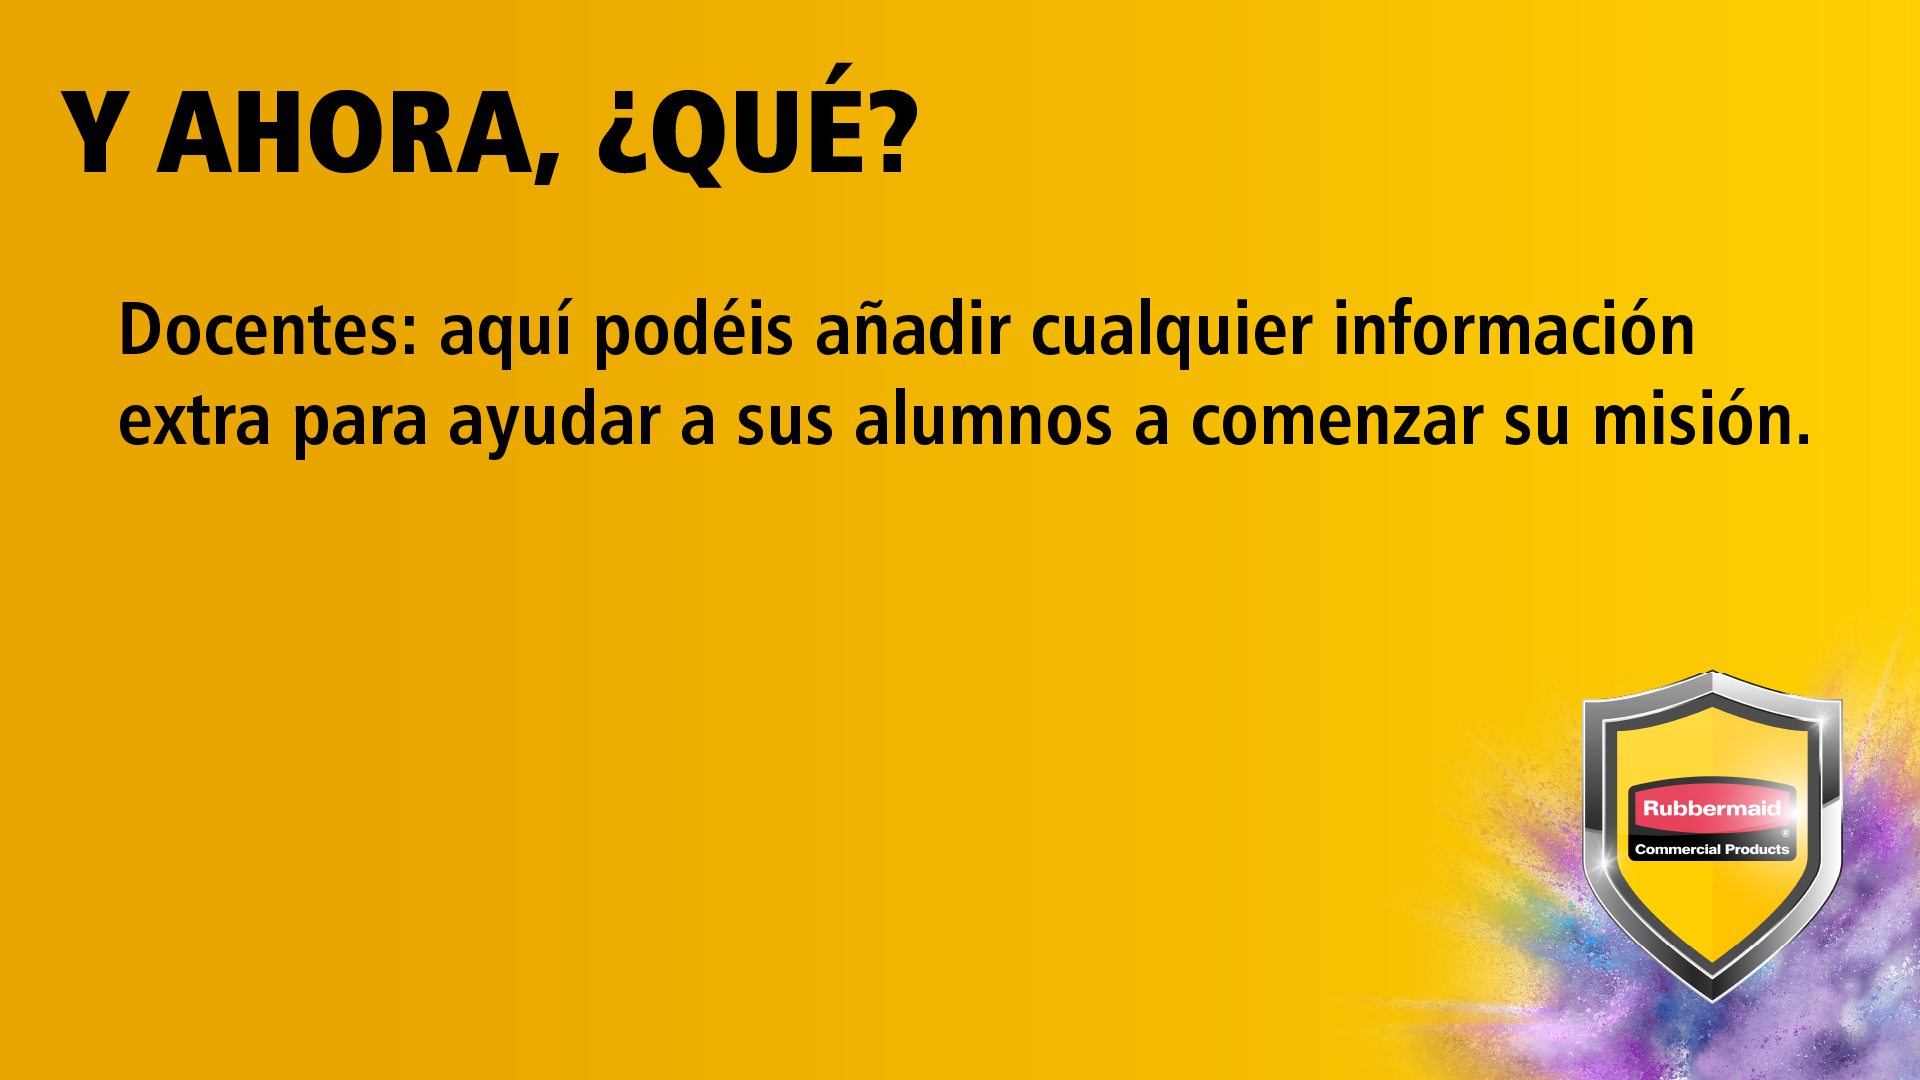 Y AHORA, ¿QUÉ?
Docentes: aquí podéis añadir cualquier información
extra para ayudar a sus alumnos a comenzar su misión.
Rubbermaid
®
Commercial Products